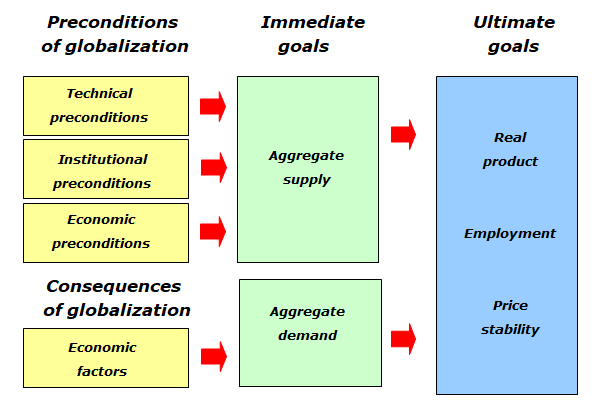 Preconditions
of globalization
Immediate
goals
Ultimate
goals
Technical
preconditions
Institutional
preconditions
Economic
preconditions
Aggregate
supply
Real
product
Employment
Price
stability
Consequences
of globalization
Economic
factors
Aggregate
demand